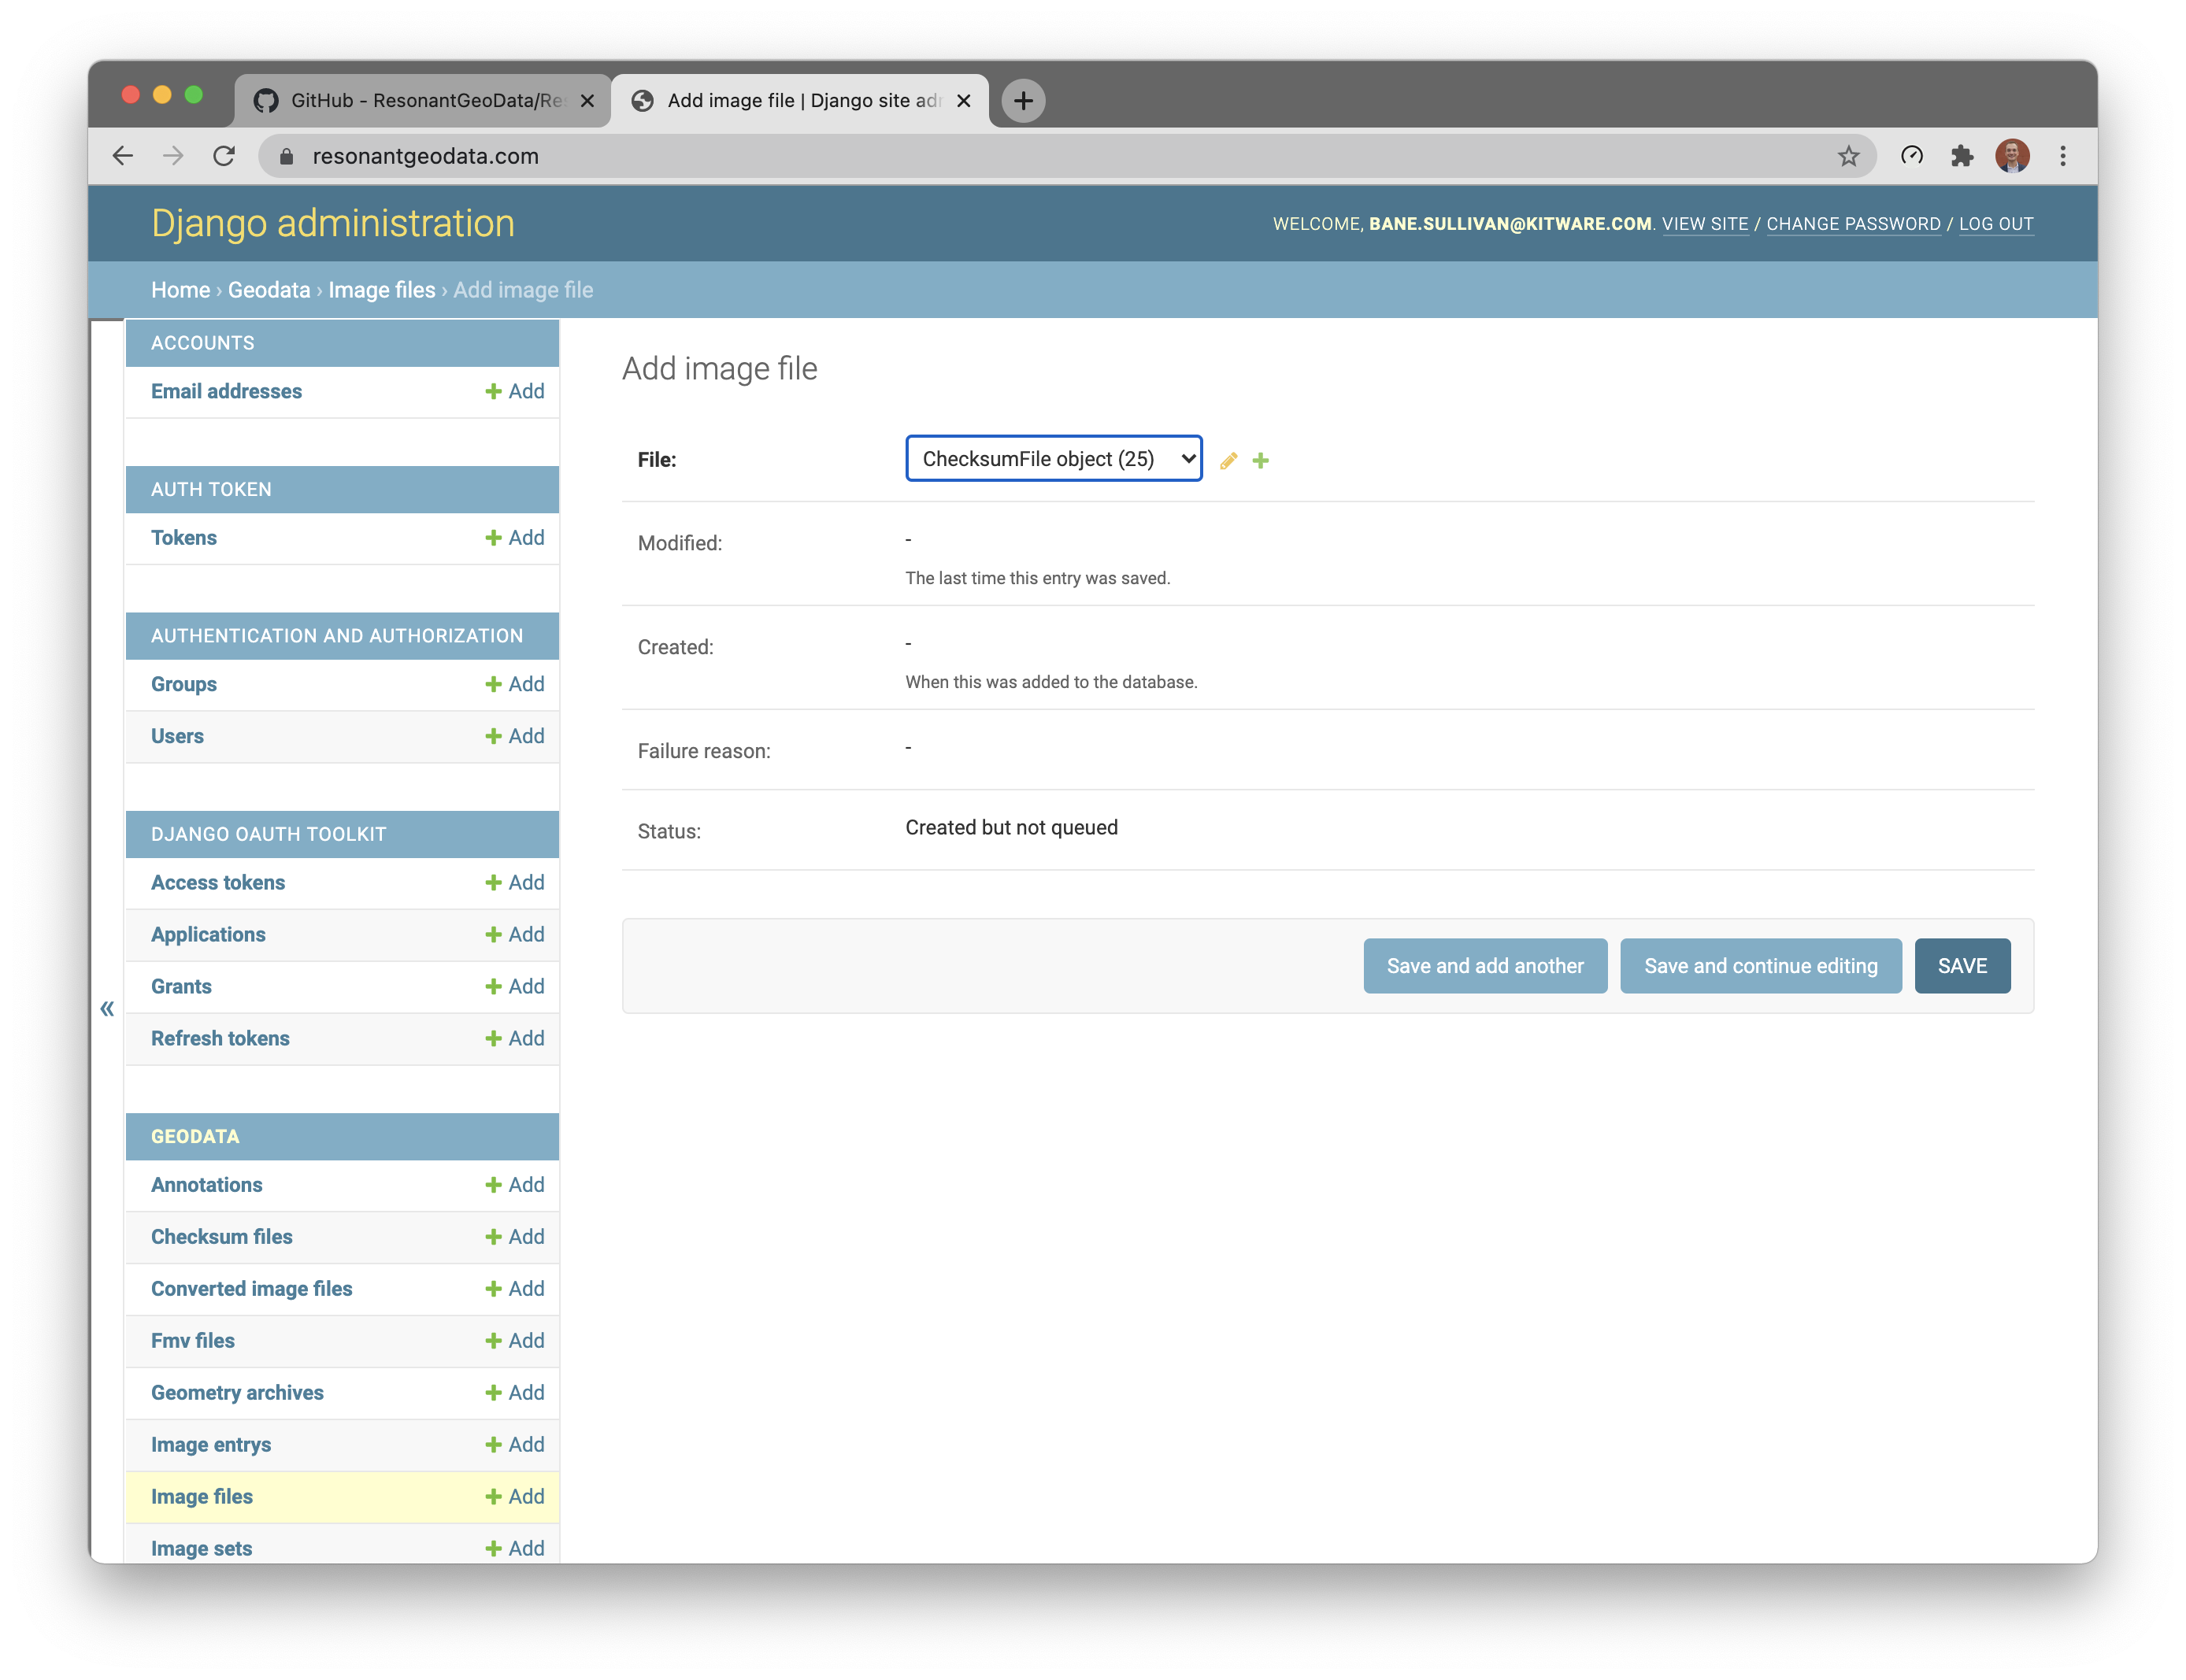 GitHub - ResonantGeoData/Re
Add image file | Django site adr
resonantgeodata.com
Django administration
WELCOME, BANE.SULLIVAN@KITWARE.COM. VIEW SITE / CHANGE PASSWORD / LOG OUT
Home › Geodata › Image files › Add image file
ACCOUNTS
Email addresses Add
AUTH TOKEN
Tokens Add
AUTHENTICATION AND AUTHORIZATION
Groups Add
Users Add
DJANGO OAUTH TOOLKIT
Access tokens Add
Applications Add
Grants Add
Refresh tokens Add
GEODATA
Annotations Add
Checksum files Add
Converted image files Add
Fmv files Add
Geometry archives Add
Image entrys Add
Image files Add
Image sets Add
«
Add image file
File: ChecksumFile object (25)
Modified: -
The last time this entry was saved.
Created: -
When this was added to the database.
Failure reason: -
Status: Created but not queued
Save and add another Save and continue editing SAVE